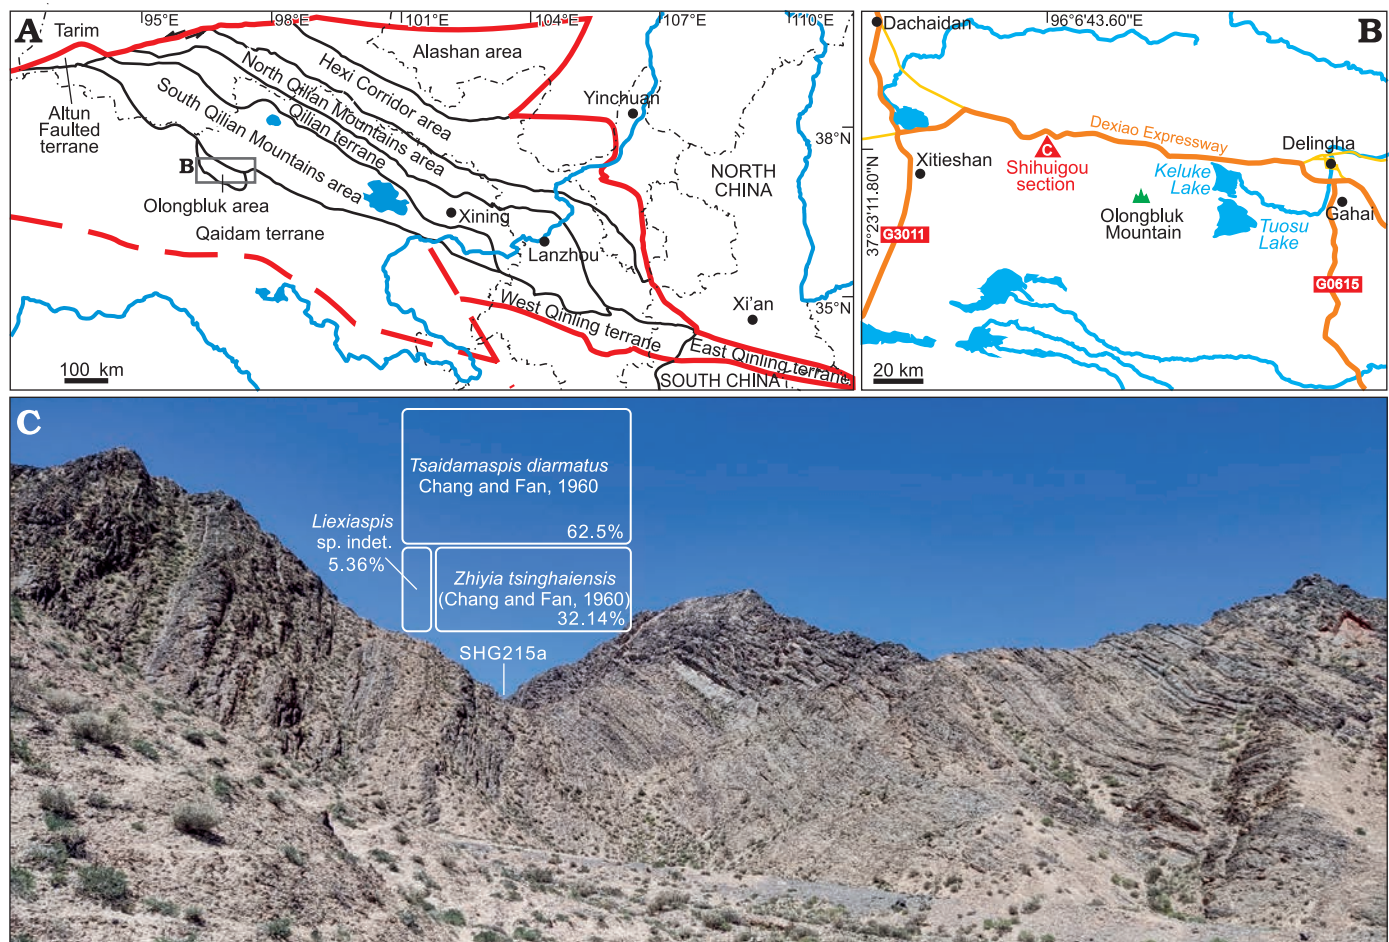 A
95°E
98°E
101°E
104°E
107°E
110°E
Tarim
Alashan area
Hexi Corridor area
North Qilian Mountains area
Qilian terrane
South Qilian Mountains area
Altun
Faulted
terrane
Yinchuan
38°N
B
NORTH
CHINA
Olongbluk area
Xining
Qaidam terrane
Lanzhou
Xi'an
35°N
West Qinling terrane
East Qinling terrane
SOUTH CHINA
100 km
B
Dachaidan
96°6'43.60"E
Dexiao Expressway
Delingha
Xitieshan
C
Shihuigou
section
Keluke
Lake
37°23'11.80"N
Olongbluk
Mountain
Gahai
Tuosu
Lake
G3011
G0615
20 km
C
Tsaidamaspis diarmatus
Chang and Fan, 1960
62.5%
Liexiaspis
sp. indet.
5.36%
Zhiyia tsinghaiensis
(Chang and Fan, 1960)
32.14%
SHG215a